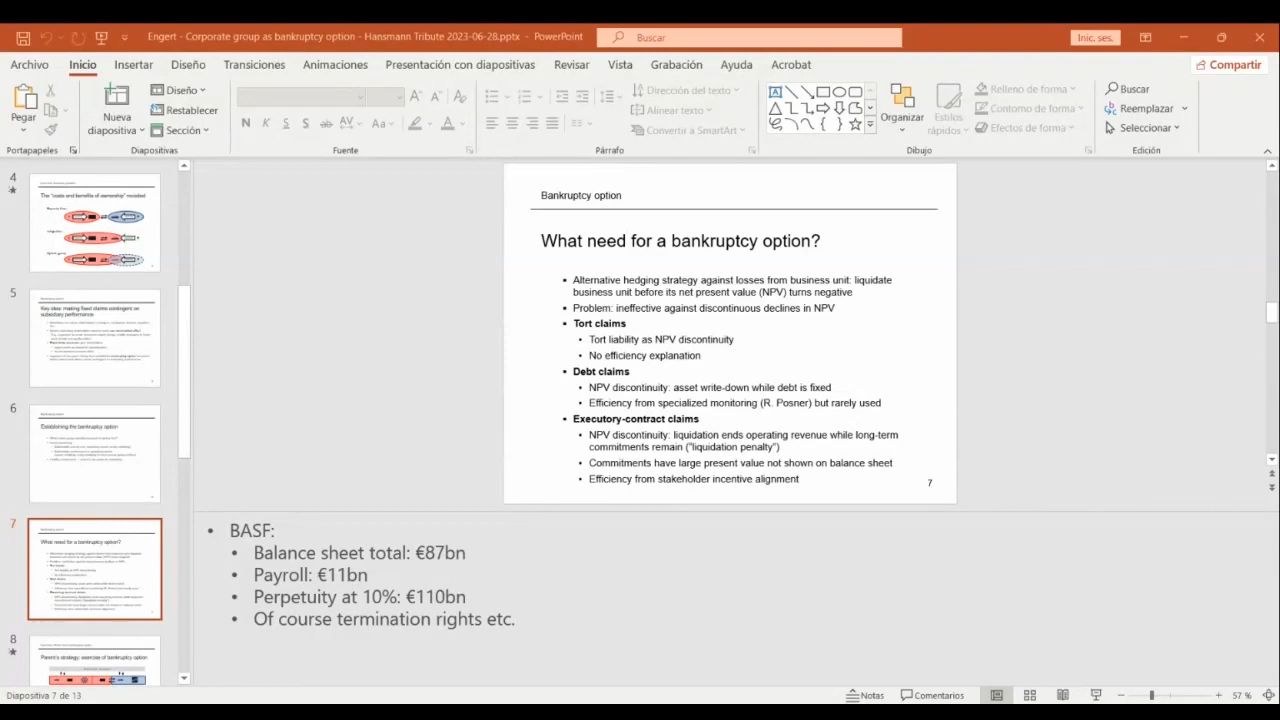 Engert - Corporate group as bankruptcy option - Hansmann Tribute 2023-06-28.pptx - PowerPoint
Buscar
Inic. ses.
Archivo Inicio Insertar Diseño Transiciones Animaciones Presentación con diapositivas Revisar Vista Grabación Ayuda Acrobat
Compartir
Pegar
Nueva diapositiva
Diseño
Restablecer
Sección
N K S S ab AV Aa A
Dirección del texto
Alinear texto
Convertir a SmartArt
Organizar
Estilos rápidos
Relleno de forma
Contorno de forma
Efectos de forma
Buscar
Reemplazar
Seleccionar
Portapapeles Diapositivas Fuente Párrafo Dibujo Edición
4
The "costs and benefits of ownership" revisited
5
Key idea: making fixed claims contingent on
subsidiary performance
6
Establishing the bankruptcy option
7
What need for a bankruptcy option?
8
Parent's strategy: exercise of bankruptcy option
Bankruptcy option
What need for a bankruptcy option?
▪ Alternative hedging strategy against losses from business unit: liquidate
business unit before its net present value (NPV) turns negative
▪ Problem: ineffective against discontinuous declines in NPV
▪ Tort claims
• Tort liability as NPV discontinuity
• No efficiency explanation
▪ Debt claims
• NPV discontinuity: asset write-down while debt is fixed
• Efficiency from specialized monitoring (R. Posner) but rarely used
▪ Executory-contract claims
• NPV discontinuity: liquidation ends operating revenue while long-term
commitments remain ("liquidation penalty")
• Commitments have large present value not shown on balance sheet
• Efficiency from stakeholder incentive alignment
7
• BASF:
• Balance sheet total: €87bn
• Payroll: €11bn
• Perpetuity at 10%: €110bn
• Of course termination rights etc.
Diapositiva 7 de 13
Notas
Comentarios
57 %